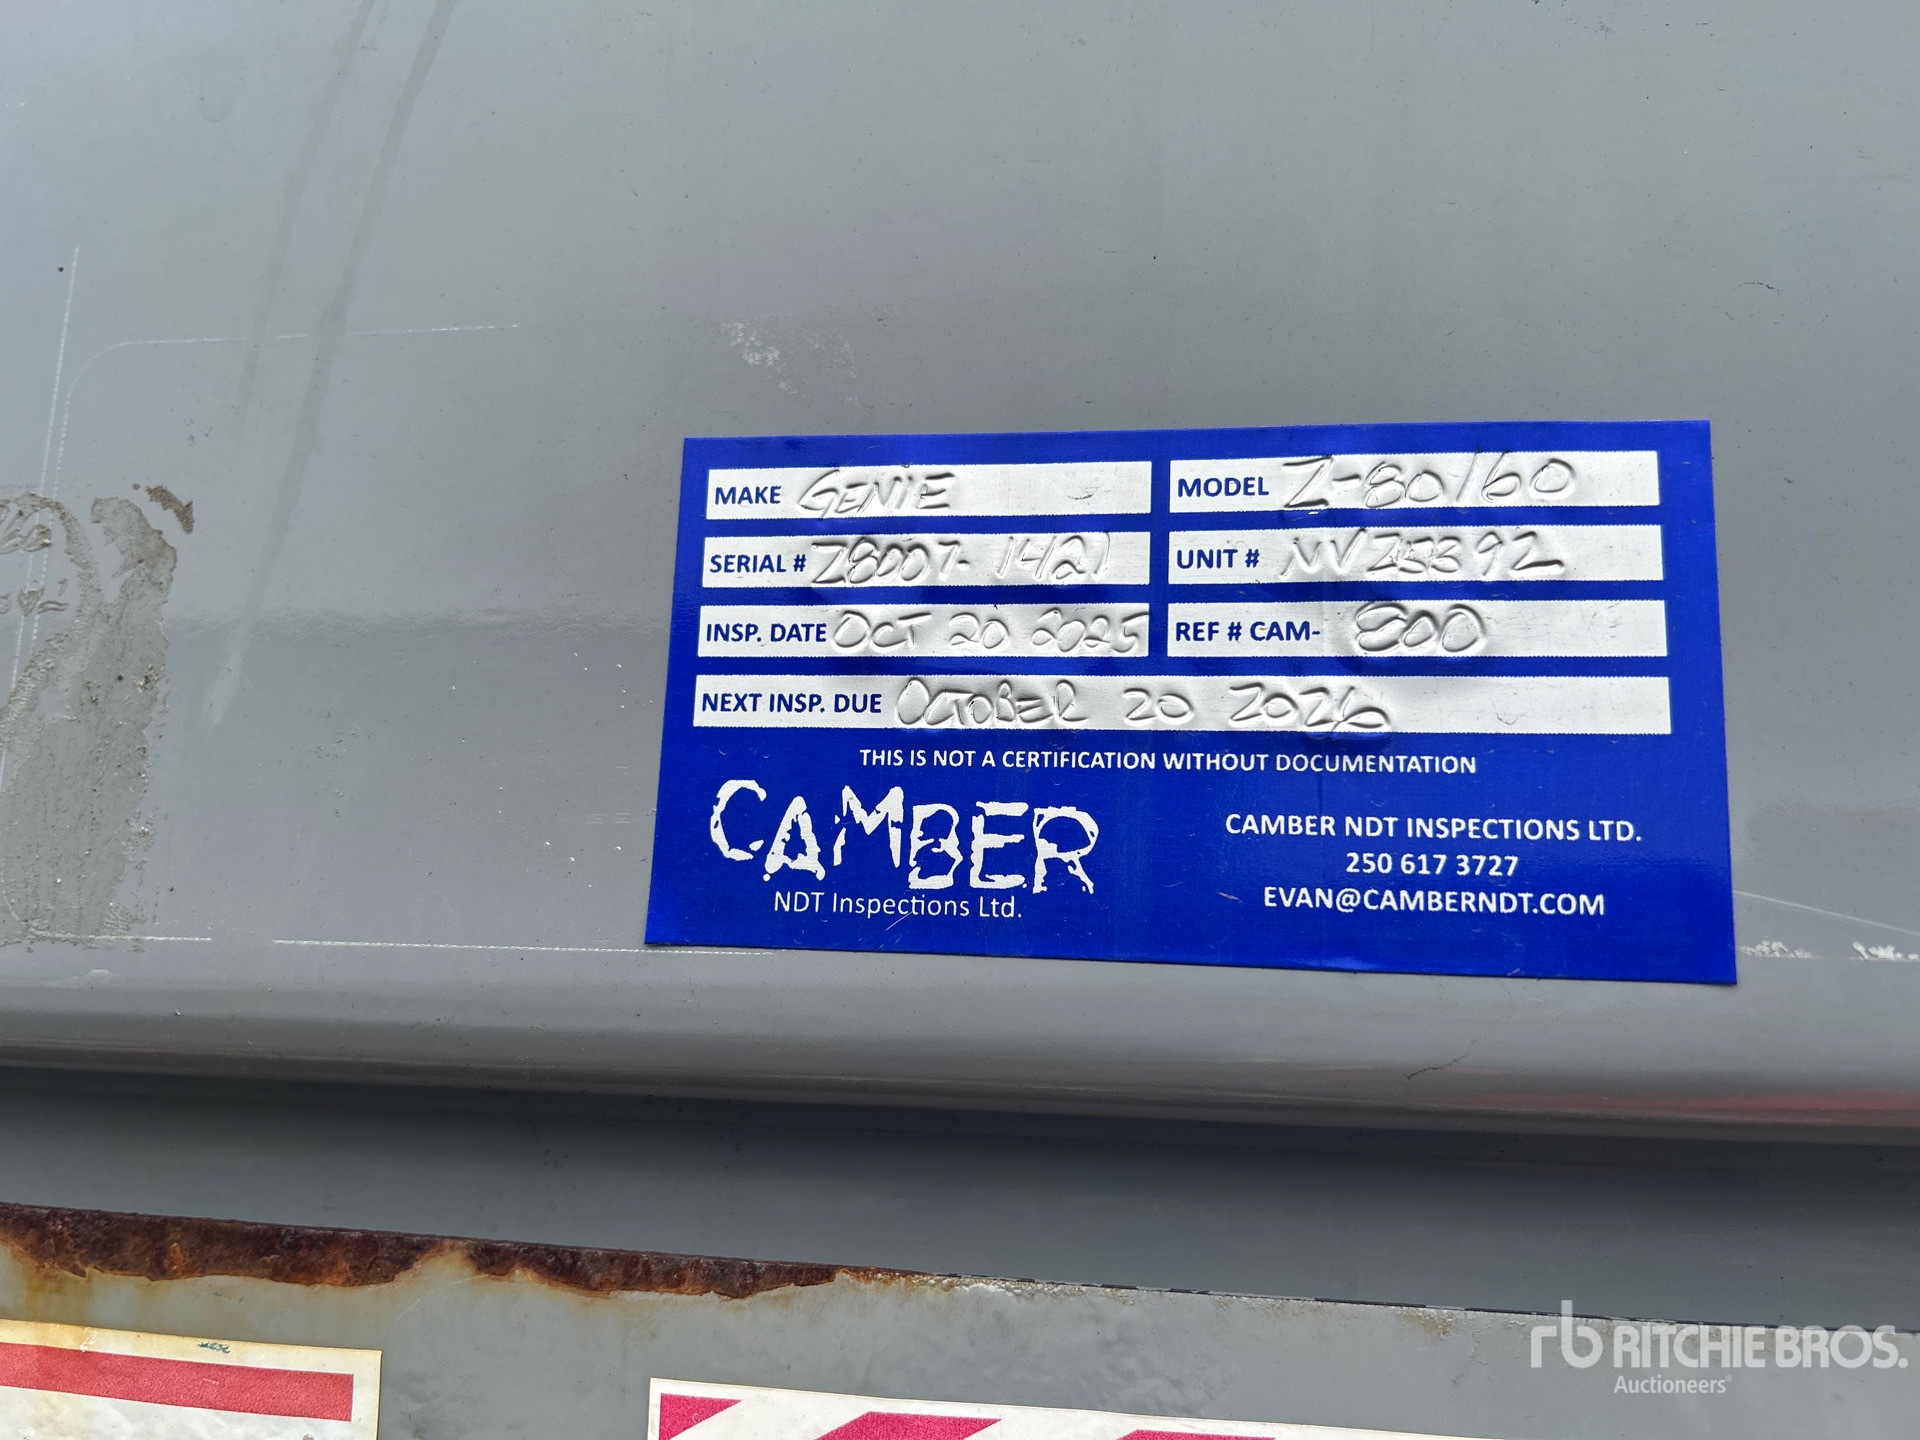 MAKE GENIE MODEL Z-80/60
SERIAL # Z8007-1421 UNIT # NV25392
INSP. DATE OCT 20 2025 REF # CAM- 800
NEXT INSP. DUE OCTOBER 20 2026
THIS IS NOT A CERTIFICATION WITHOUT DOCUMENTATION
CAMBER
NDT Inspections Ltd.
CAMBER NDT INSPECTIONS LTD.
250 617 3727
EVAN@CAMBERNDT.COM
rb RITCHIE BROS.
Auctioneers